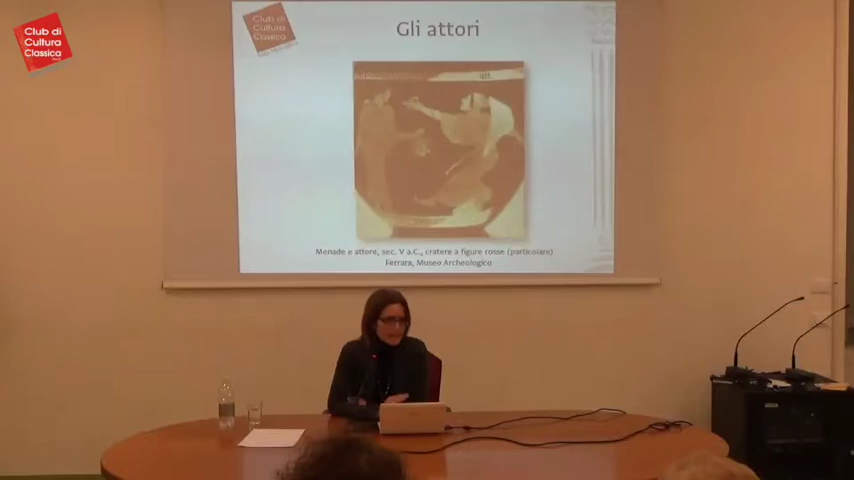 Club di
Cultura
Classica
Club di
Cultura
Classica
Gli attori
Menade e attore, sec. V a.C., cratere a figure rosse (particolare)
Ferrara, Museo Archeologico